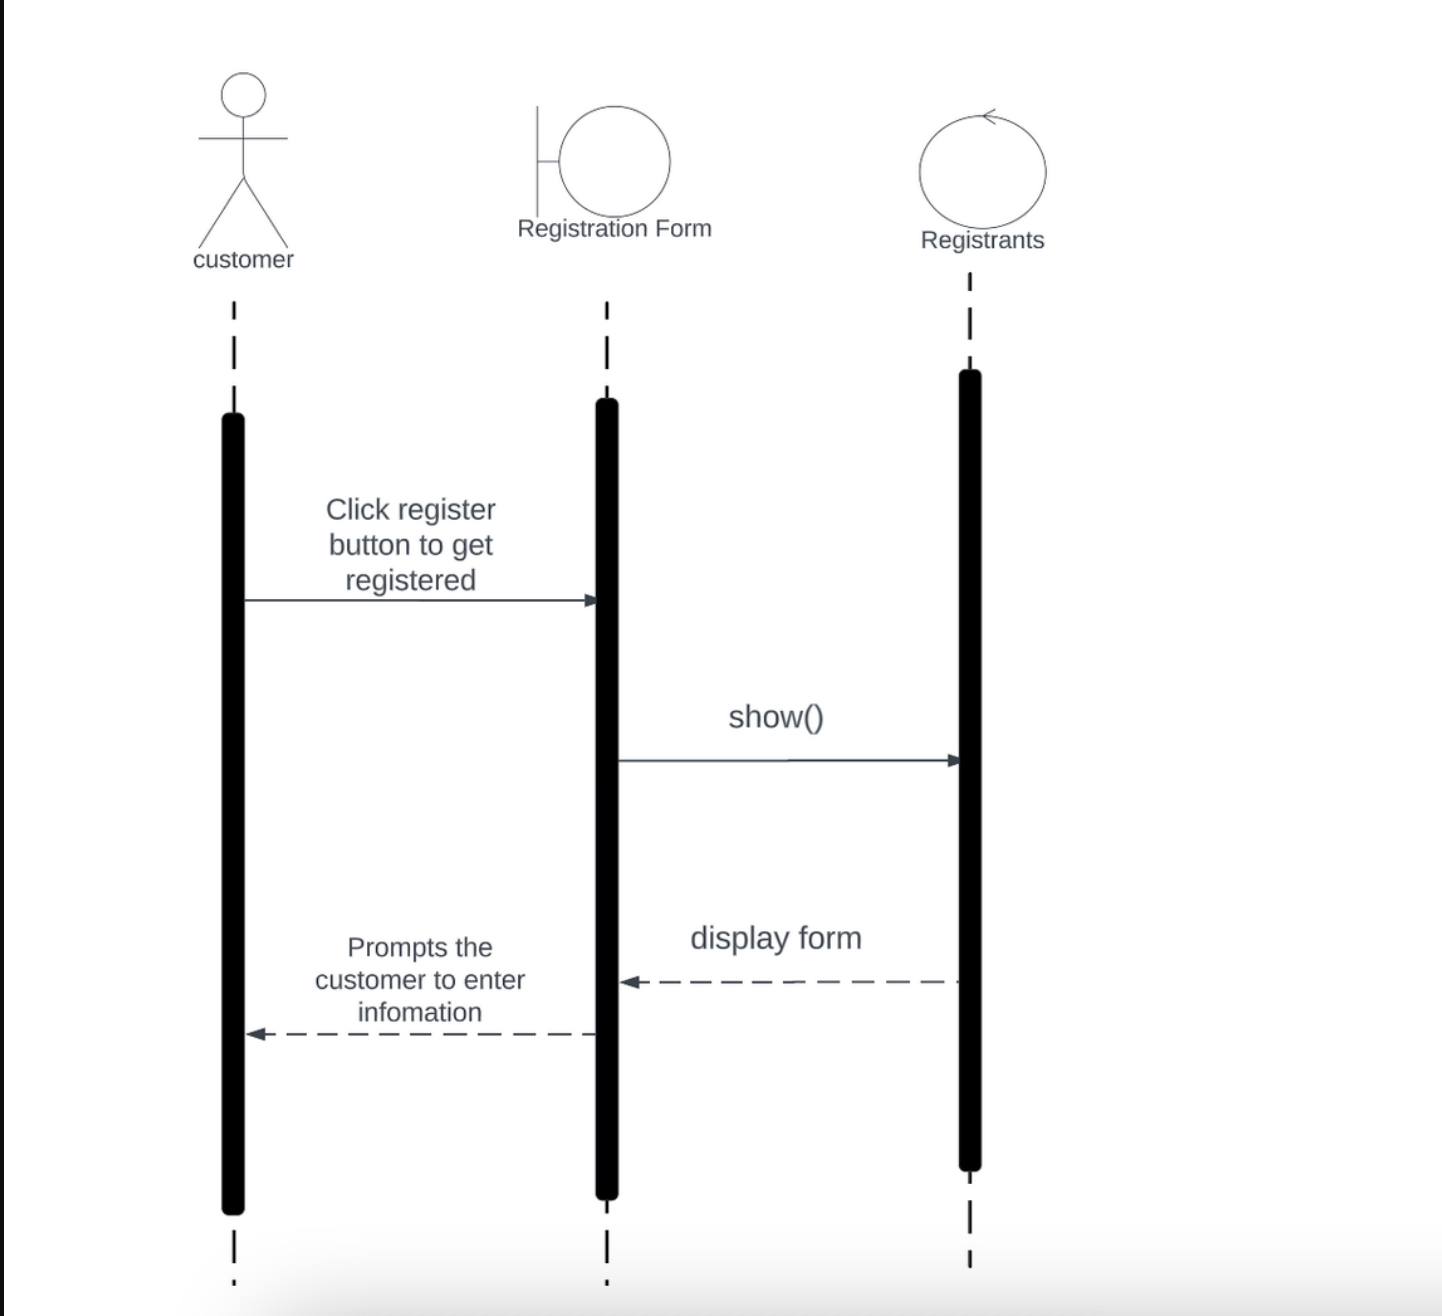 customer
Registration Form
Registrants
Click register
button to get
registered
show()
display form
Prompts the
customer to enter
infomation